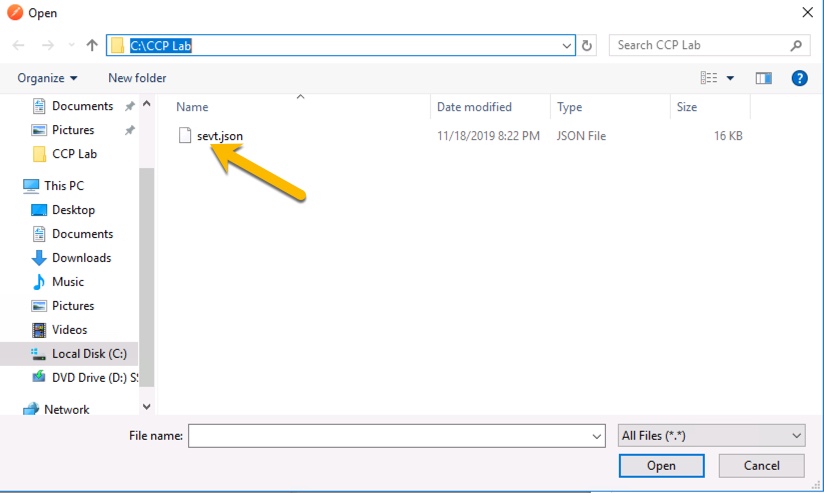 Open
C:\CCP Lab
Search CCP Lab
Organize
New folder
Name
Date modified
Type
Size
sevt.json
11/18/2019 8:22 PM
JSON File
16 KB
Documents
Pictures
CCP Lab
This PC
Desktop
Documents
Downloads
Music
Pictures
Videos
Local Disk (C:)
DVD Drive (D:) S
Network
File name:
All Files (*.*)
Open
Cancel